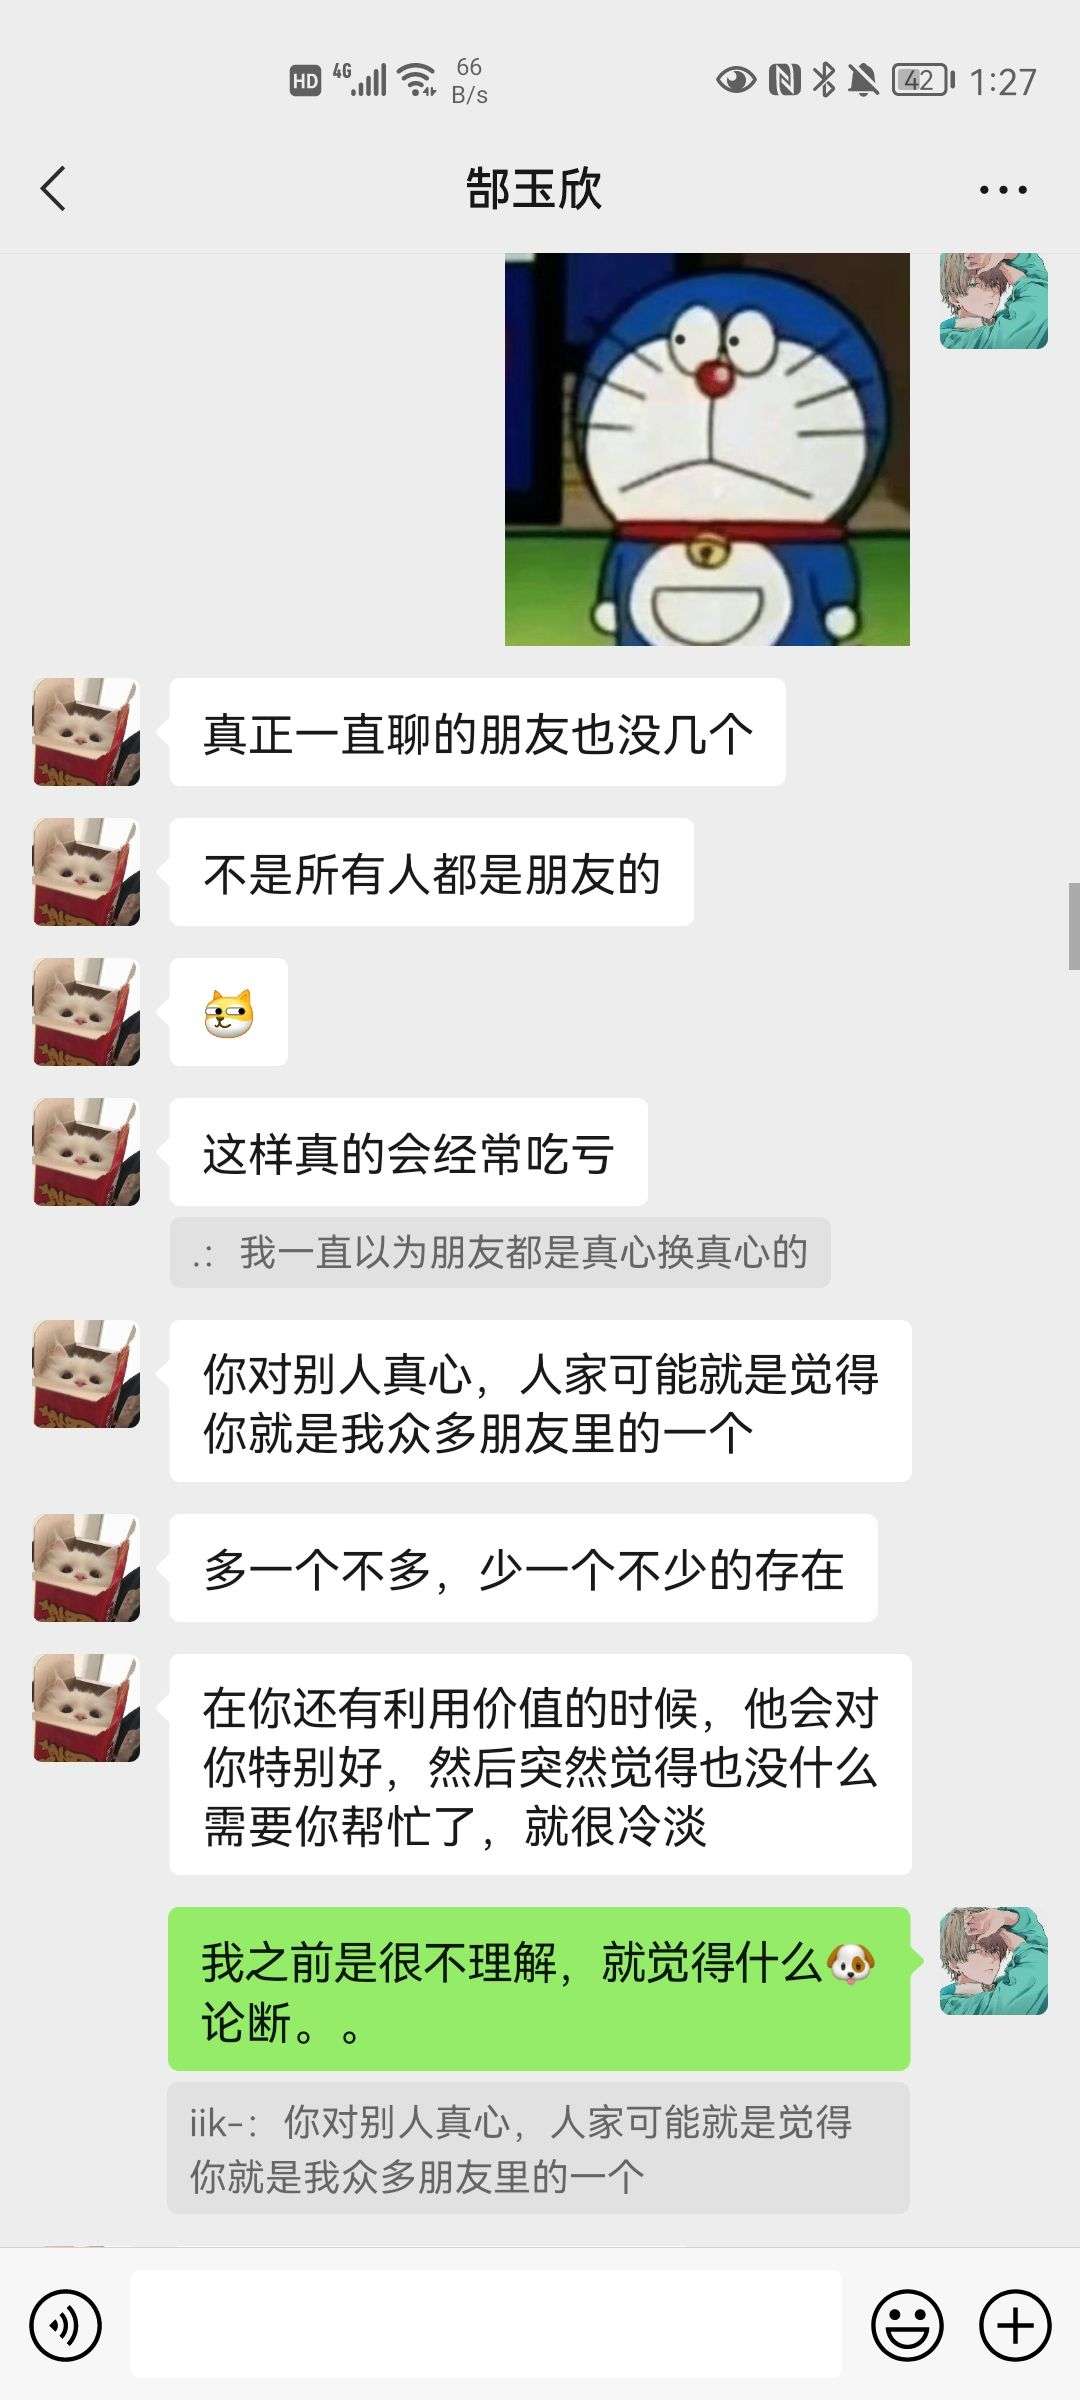 HD 4G 66 B/s 42 1:27
郜玉欣
真正一直聊的朋友也没几个
不是所有人都是朋友的
这样真的会经常吃亏
.：我一直以为朋友都是真心换真心的
你对别人真心，人家可能就是觉得
你就是我众多朋友里的一个
多一个不多，少一个不少的存在
在你还有利用价值的时候，他会对
你特别好，然后突然觉得也没什么
需要你帮忙了，就很冷淡
我之前是很不理解，就觉得什么🐶
论断。。
iik-：你对别人真心，人家可能就是觉得
你就是我众多朋友里的一个